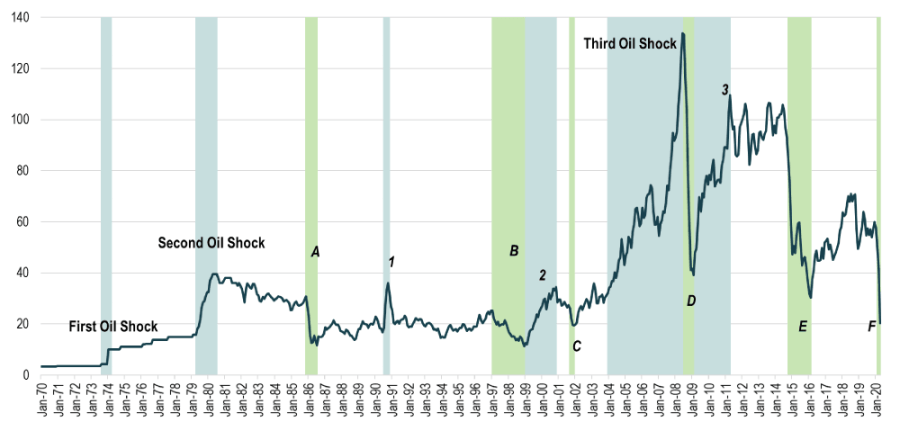 140
120
100
80
60
40
20
0
Third Oil Shock
3
Second Oil Shock
A
1
B
2
First Oil Shock
D
C
E
F
Jan-70
Jan-71
Jan-72
Jan-73
Jan-74
Jan-75
Jan-76
Jan-77
Jan-78
Jan-79
Jan-80
Jan-81
Jan-82
Jan-83
Jan-84
Jan-85
Jan-86
Jan-87
Jan-88
Jan-89
Jan-90
Jan-91
Jan-92
Jan-93
Jan-94
Jan-95
Jan-96
Jan-97
Jan-98
Jan-99
Jan-00
Jan-01
Jan-02
Jan-03
Jan-04
Jan-05
Jan-06
Jan-07
Jan-08
Jan-09
Jan-10
Jan-11
Jan-12
Jan-13
Jan-14
Jan-15
Jan-16
Jan-17
Jan-18
Jan-19
Jan-20